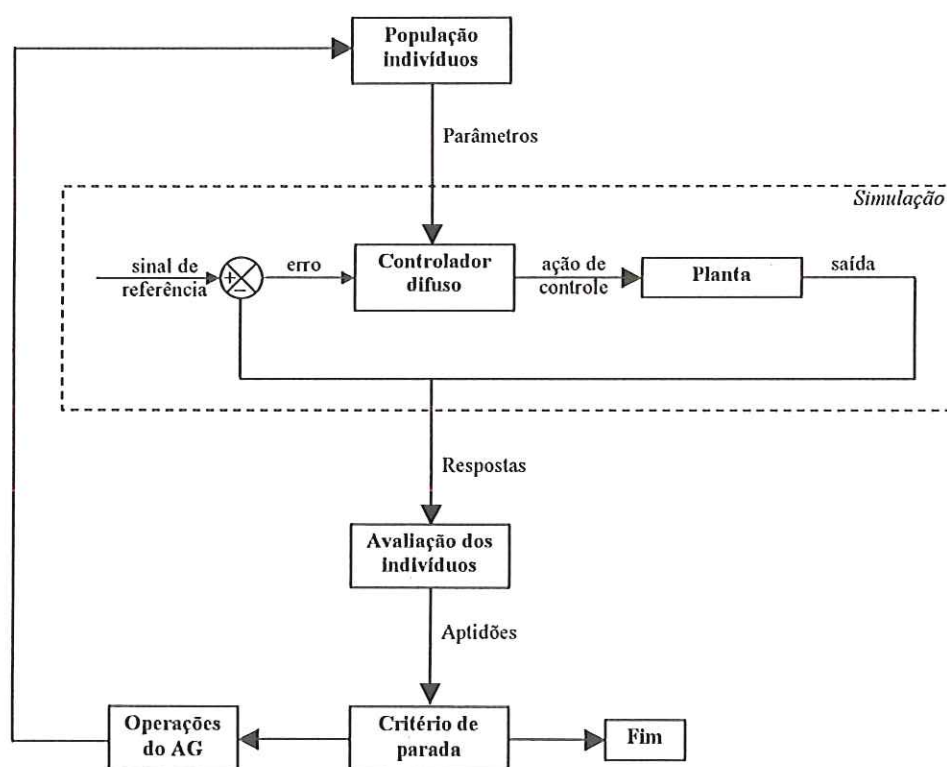 População
indivíduos
Parâmetros
Simulação
sinal de
referência
+
−
erro
Controlador
difuso
ação de
controle
Planta
saída
Respostas
Avaliação dos
indivíduos
Aptidões
Operações
do AG
Critério de
parada
Fim